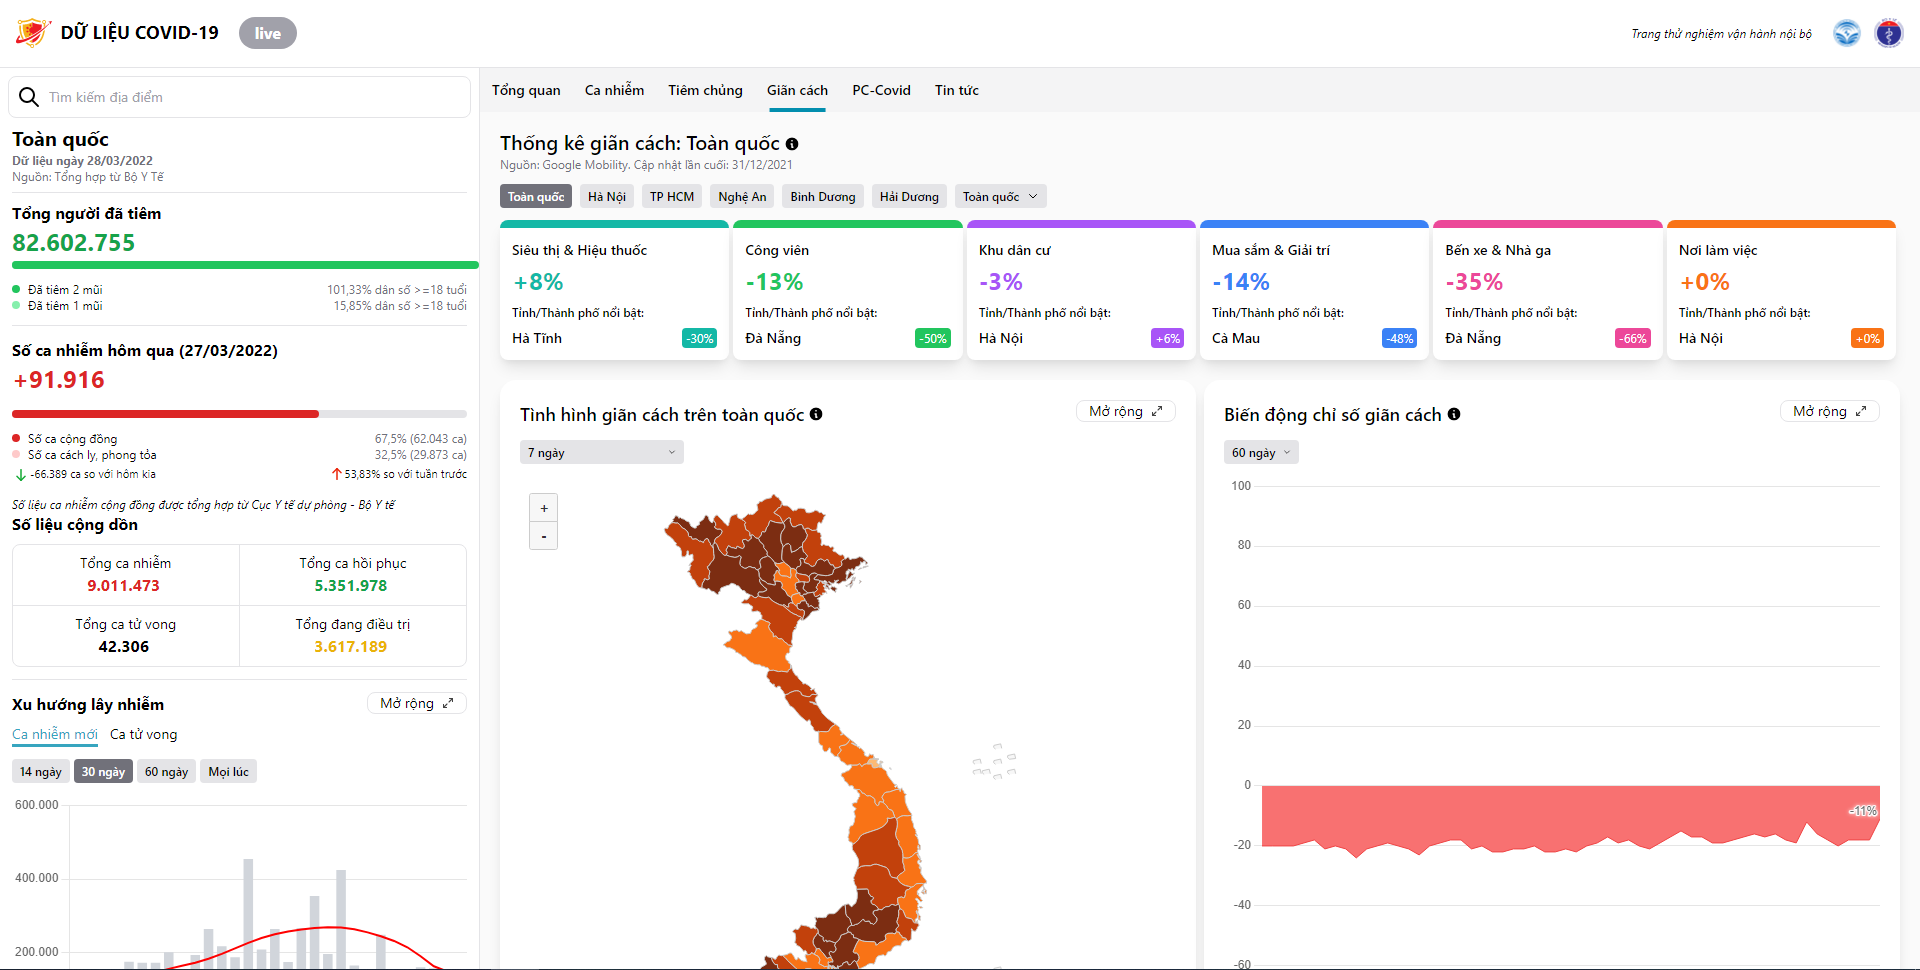 DỮ LIỆU COVID-19
live
Trang thử nghiệm vận hành nội bộ
Tìm kiếm địa điểm
Toàn quốc
Dữ liệu ngày 28/03/2022
Nguồn: Tổng hợp từ Bộ Y Tế
Tổng người đã tiêm
82.602.755
Đã tiêm 2 mũi 101,33% dân số >=18 tuổi
Đã tiêm 1 mũi 15,85% dân số >=18 tuổi
Số ca nhiễm hôm qua (27/03/2022)
+91.916
Số ca cộng đồng 67,5% (62.043 ca)
Số ca cách ly, phong tỏa 32,5% (29.873 ca)
-66.389 ca so với hôm kia 53,83% so với tuần trước
Số liệu ca nhiễm cộng đồng được tổng hợp từ Cục Y tế dự phòng - Bộ Y tế
Số liệu cộng dồn
Tổng ca nhiễm
9.011.473
Tổng ca hồi phục
5.351.978
Tổng ca tử vong
42.306
Tổng đang điều trị
3.617.189
Xu hướng lây nhiễm
Mở rộng
Ca nhiễm mới Ca tử vong
14 ngày 30 ngày 60 ngày Mọi lúc
600.000
400.000
200.000
Tổng quan Ca nhiễm Tiêm chủng Giãn cách PC-Covid Tin tức
Thống kê giãn cách: Toàn quốc
Nguồn: Google Mobility. Cập nhật lần cuối: 31/12/2021
Toàn quốc Hà Nội TP HCM Nghệ An Bình Dương Hải Dương Toàn quốc
Siêu thị & Hiệu thuốc
+8%
Tỉnh/Thành phố nổi bật:
Hà Tĩnh -30%
Công viên
-13%
Tỉnh/Thành phố nổi bật:
Đà Nẵng -50%
Khu dân cư
-3%
Tỉnh/Thành phố nổi bật:
Hà Nội +6%
Mua sắm & Giải trí
-14%
Tỉnh/Thành phố nổi bật:
Cà Mau -48%
Bến xe & Nhà ga
-35%
Tỉnh/Thành phố nổi bật:
Đà Nẵng -66%
Nơi làm việc
+0%
Tỉnh/Thành phố nổi bật:
Hà Nội +0%
Tình hình giãn cách trên toàn quốc
Mở rộng
7 ngày
+
-
Biến động chỉ số giãn cách
Mở rộng
60 ngày
100
80
60
40
20
0
-20
-40
-60
-11%